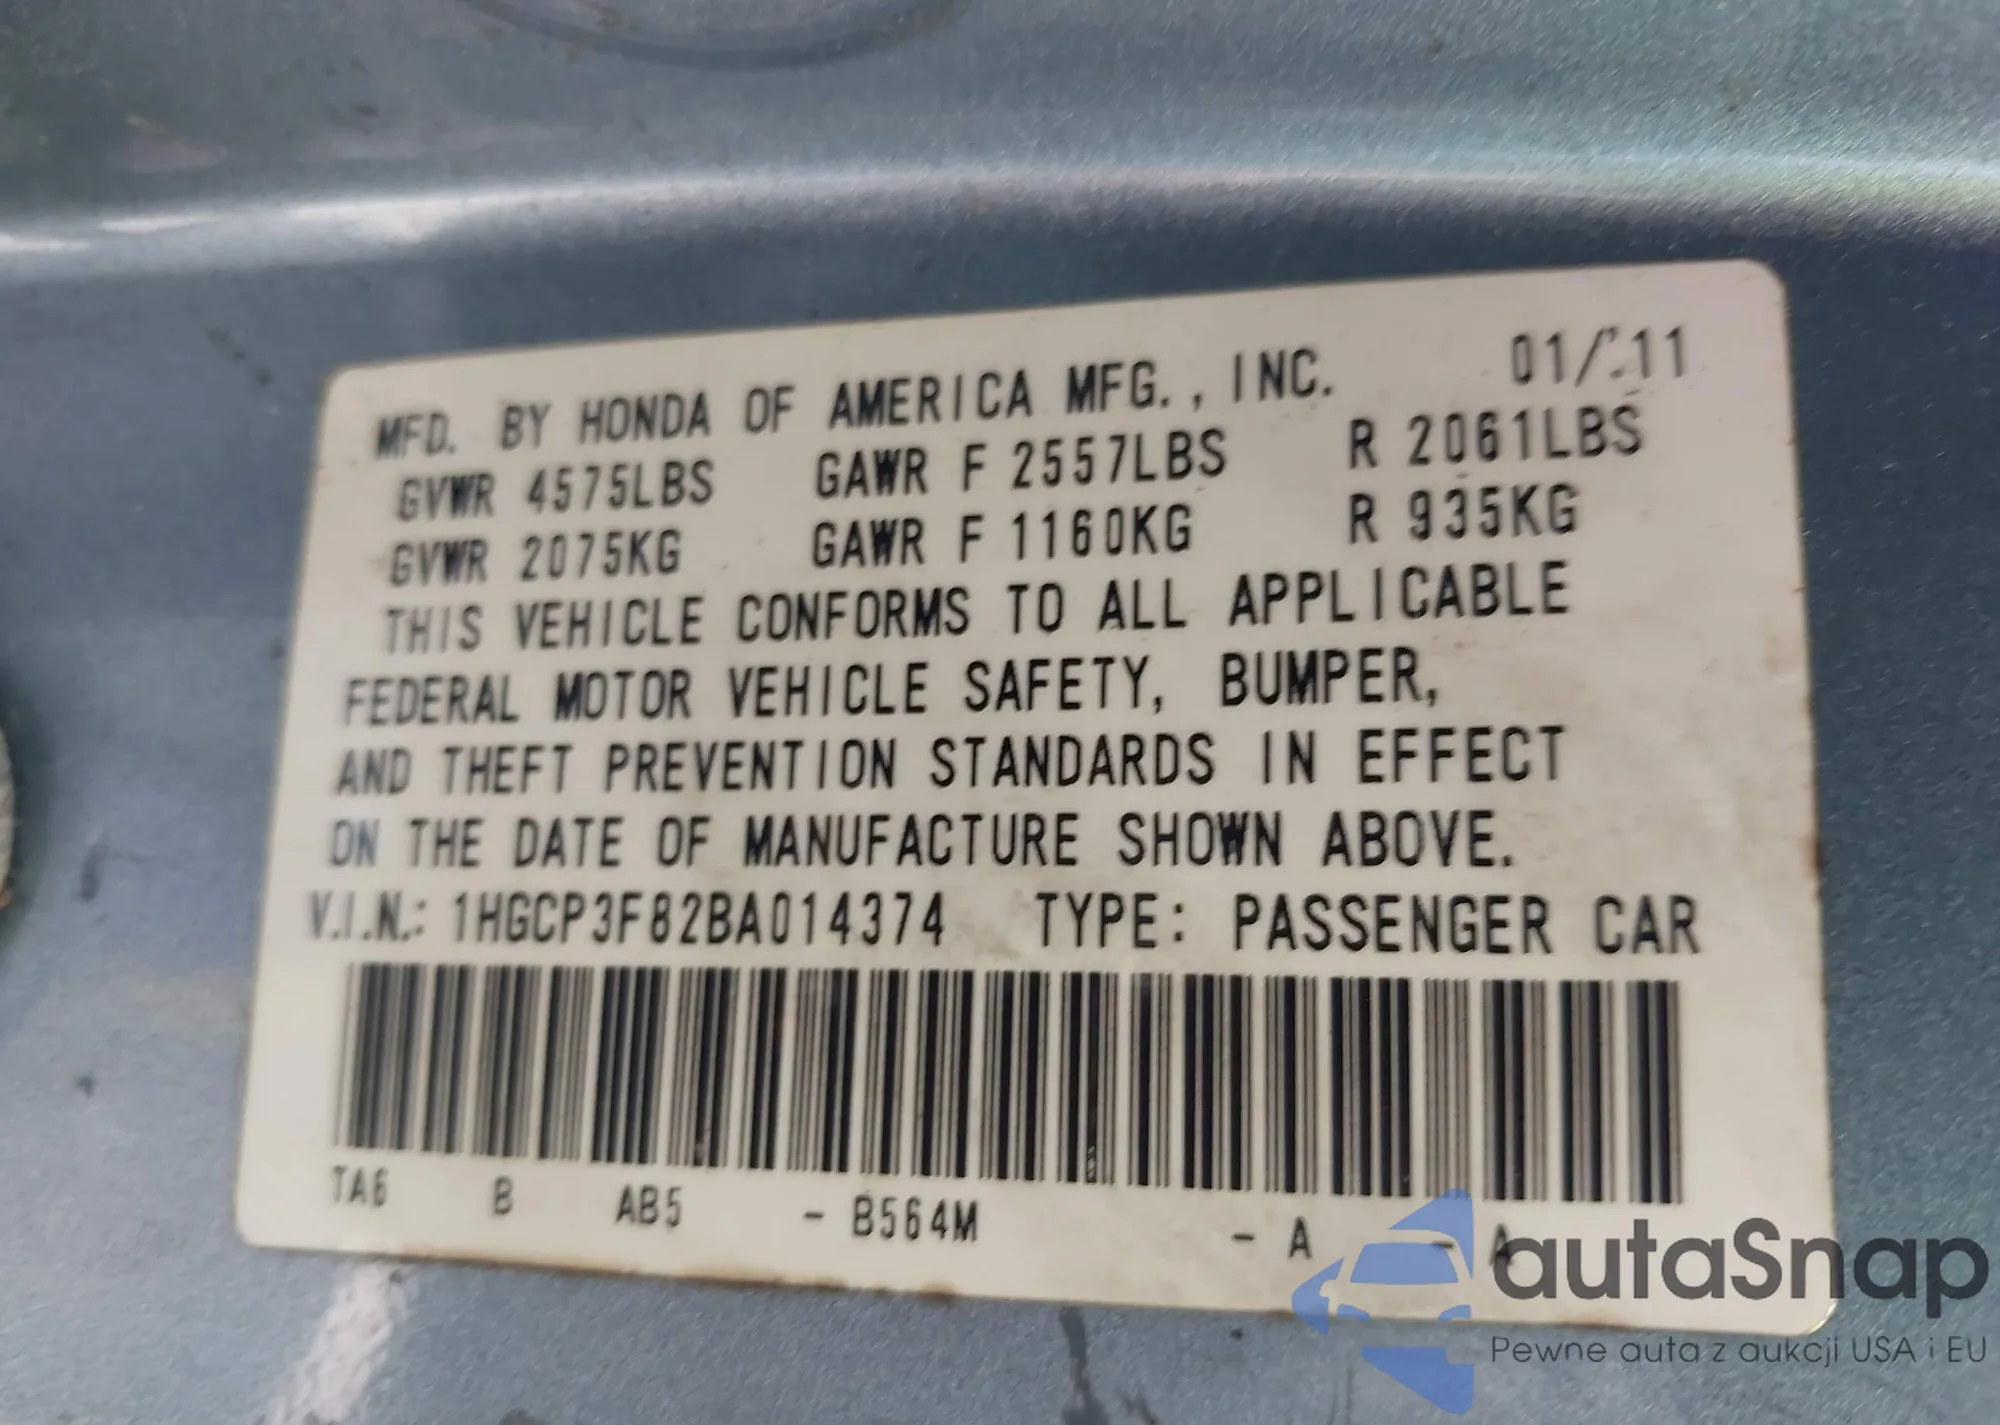 MFD. BY HONDA OF AMERICA MFG., INC. 01/11
GVWR 4575LBS GAWR F 2557LBS R 2061LBS
GVWR 2075KG GAWR F 1160KG R 935KG
THIS VEHICLE CONFORMS TO ALL APPLICABLE
FEDERAL MOTOR VEHICLE SAFETY, BUMPER,
AND THEFT PREVENTION STANDARDS IN EFFECT
ON THE DATE OF MANUFACTURE SHOWN ABOVE.
V.I.N.: 1HGCP3F82BA014374 TYPE: PASSENGER CAR
TA6 B AB5 - B564M - A - A
autaSnap
Pewne auta z aukcji USA i EU